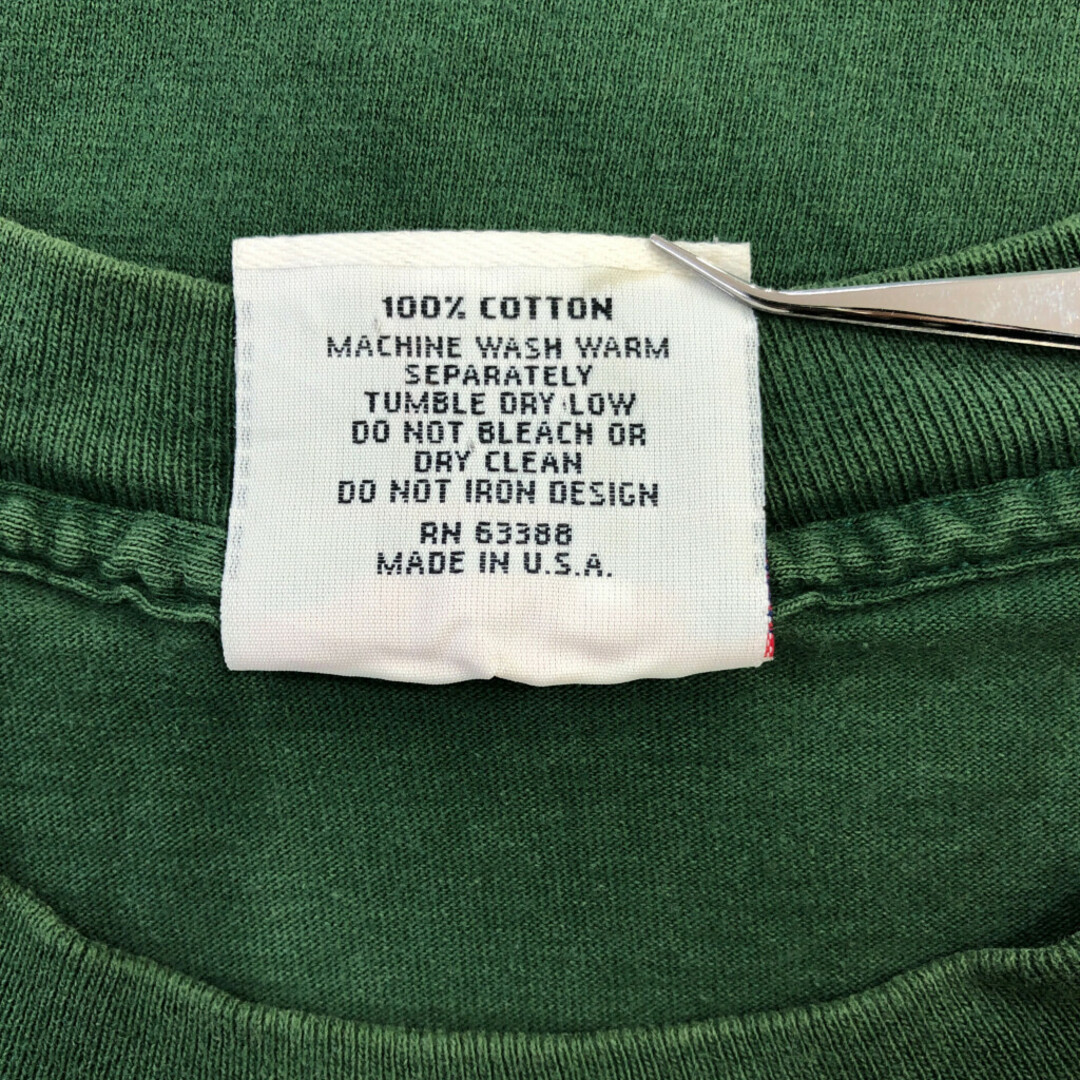 100% COTTON
MACHINE WASH WARM
SEPARATELY
TUMBLE DRY LOW
DO NOT BLEACH OR
DRY CLEAN
DO NOT IRON DESIGN
RN 63388
MADE IN U.S.A.